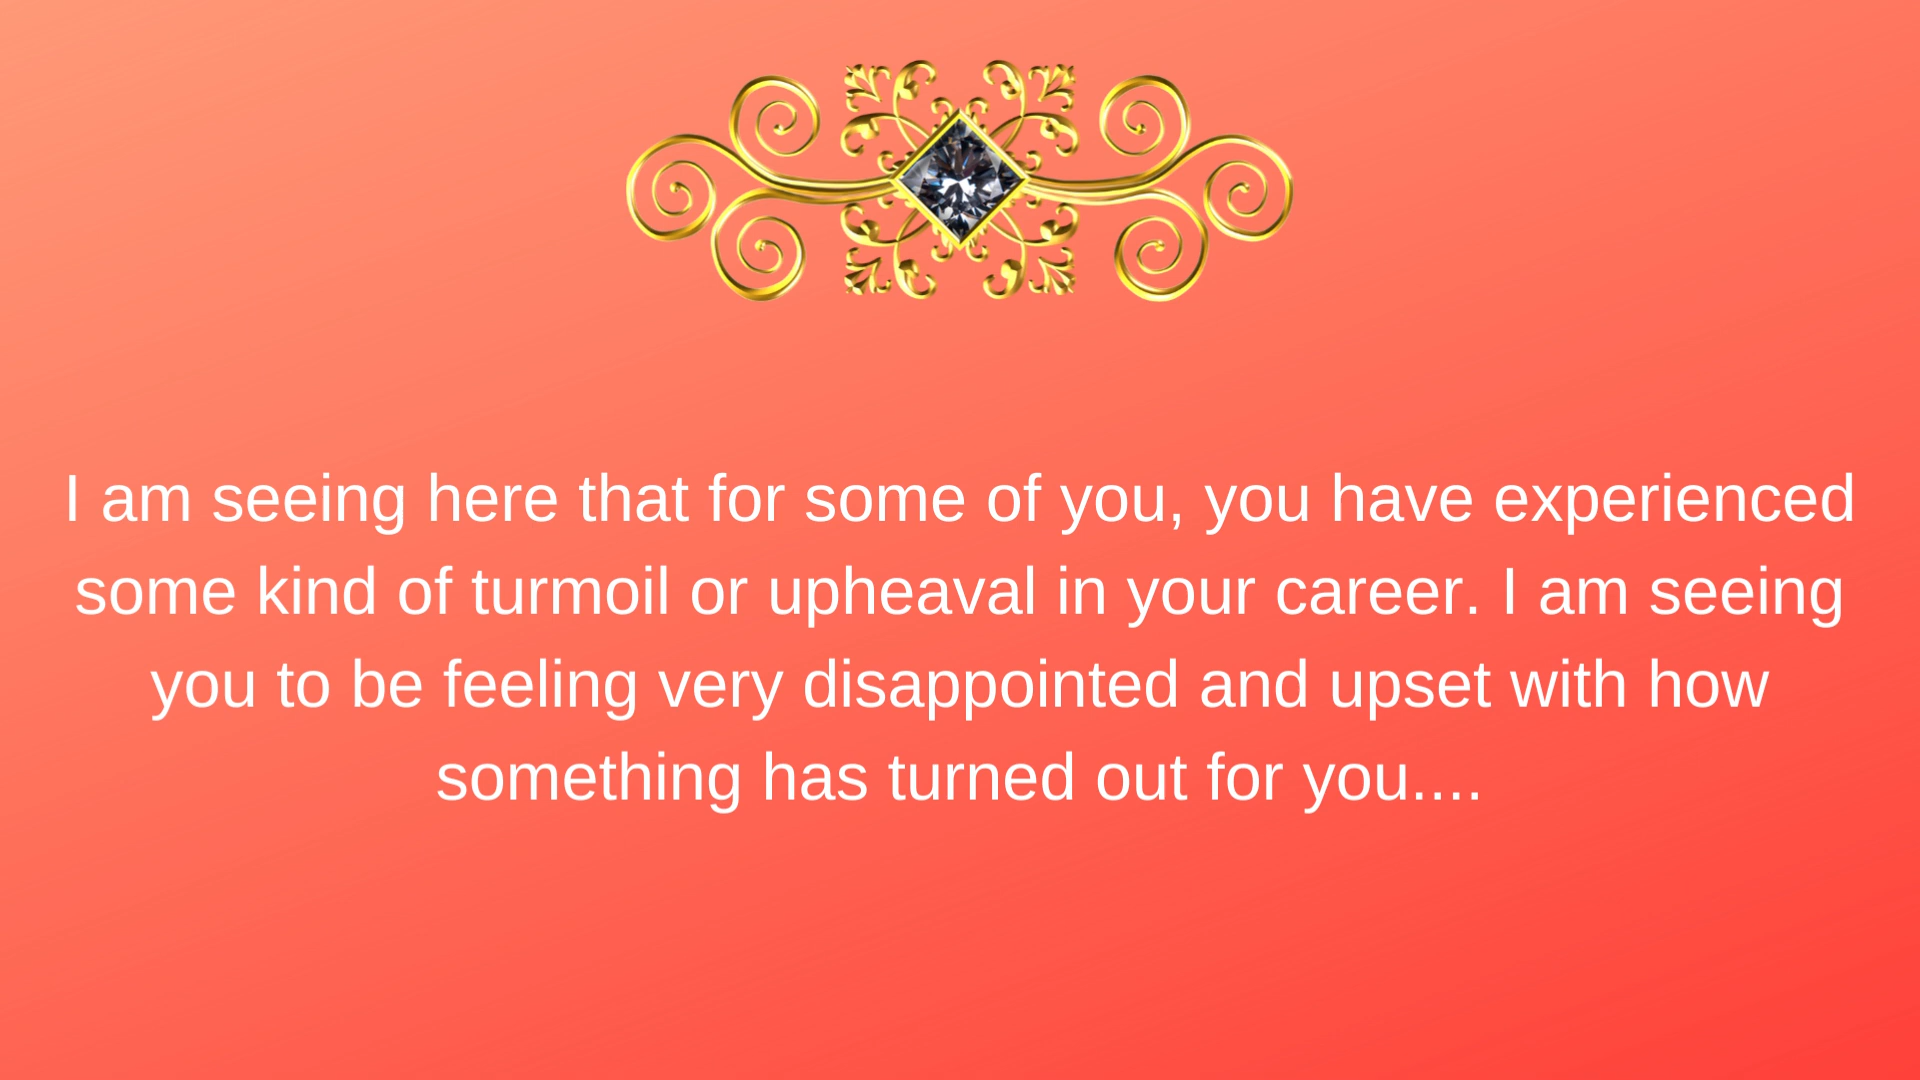 I am seeing here that for some of you, you have experienced
some kind of turmoil or upheaval in your career. I am seeing
you to be feeling very disappointed and upset with how
something has turned out for you....